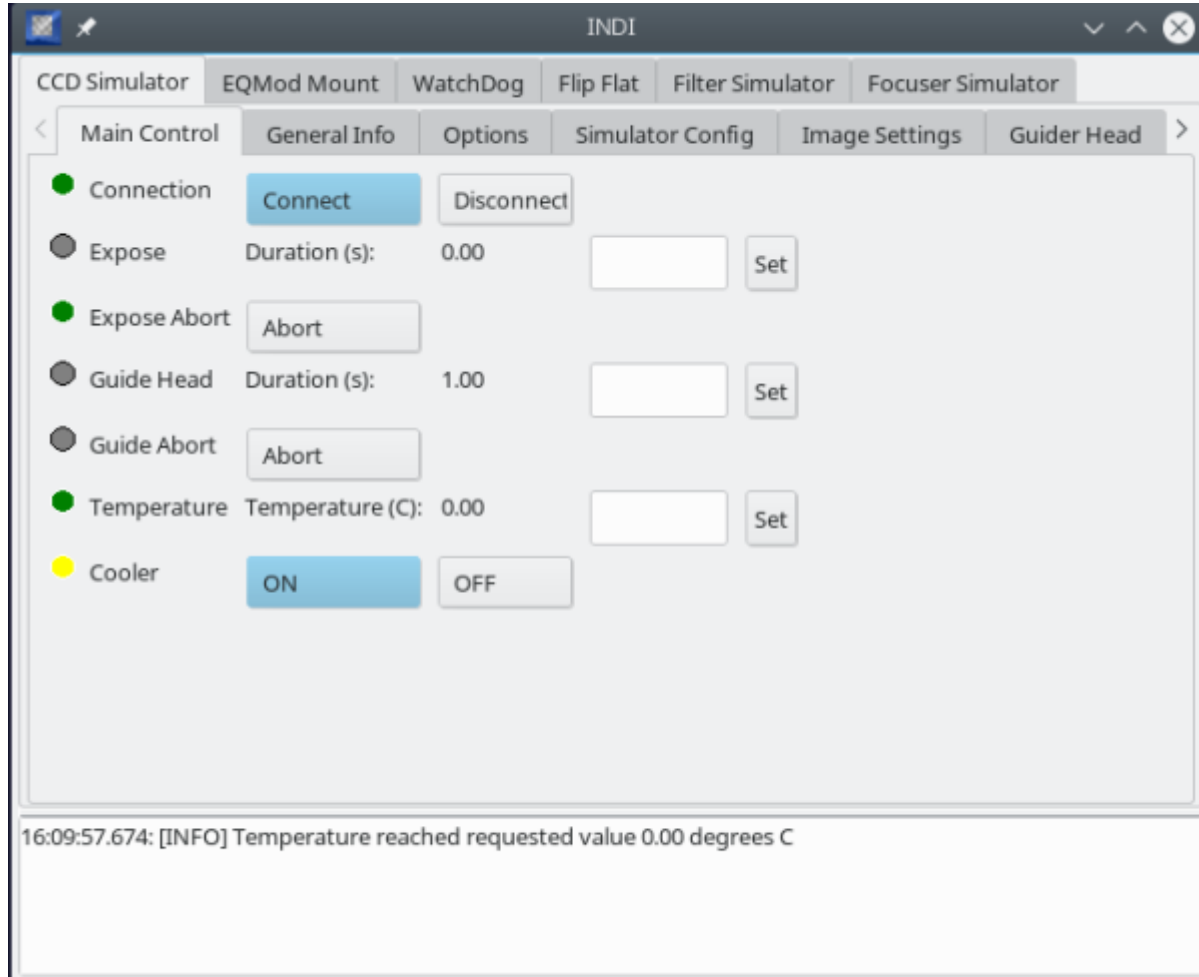 INDI
CCD Simulator EQMod Mount WatchDog Flip Flat Filter Simulator Focuser Simulator
Main Control General Info Options Simulator Config Image Settings Guider Head
Connection Connect Disconnect
Expose Duration (s): 0.00 Set
Expose Abort Abort
Guide Head Duration (s): 1.00 Set
Guide Abort Abort
Temperature Temperature (C): 0.00 Set
Cooler ON OFF
16:09:57.674: [INFO] Temperature reached requested value 0.00 degrees C